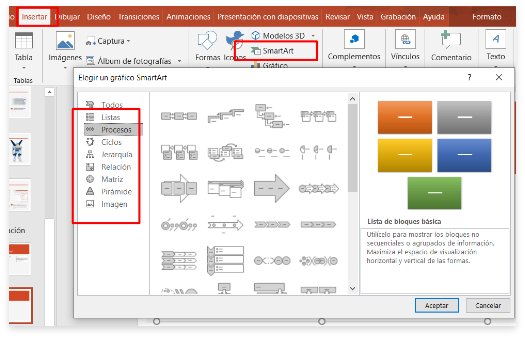 Insertar Dibujar Diseño Transiciones Animaciones Presentación con diapositivas Revisar Vista Grabación Ayuda Formato
Tabla
Tablas
Imágenes
Captura
Álbum de fotografías
Formas Iconos
Modelos 3D
SmartArt
Gráfico
Complementos
Vínculos
Comentario
Texto
Elegir un gráfico SmartArt
?
Todos
Listas
Procesos
Ciclos
Jerarquía
Relación
Matriz
Pirámide
Imagen
Lista de bloques básica
Utilícelo para mostrar los bloques no
secuenciales o agrupados de información.
Maximiza el espacio de visualización
horizontal y vertical de las formas.
Aceptar Cancelar